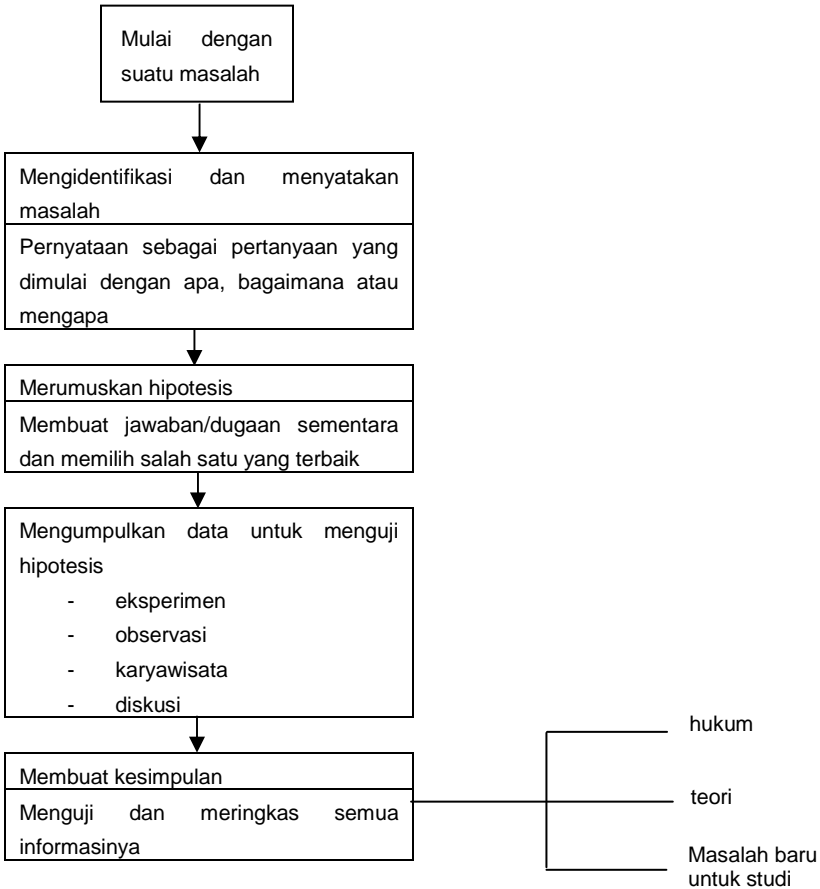 Mulai dengan
suatu masalah
Mengidentifikasi dan menyatakan
masalah
Pernyataan sebagai pertanyaan yang
dimulai dengan apa, bagaimana atau
mengapa
Merumuskan hipotesis
Membuat jawaban/dugaan sementara
dan memilih salah satu yang terbaik
Mengumpulkan data untuk menguji
hipotesis
- eksperimen
- observasi
- karyawisata
- diskusi
Membuat kesimpulan
Menguji dan meringkas semua
informasinya
hukum
teori
Masalah baru
untuk studi